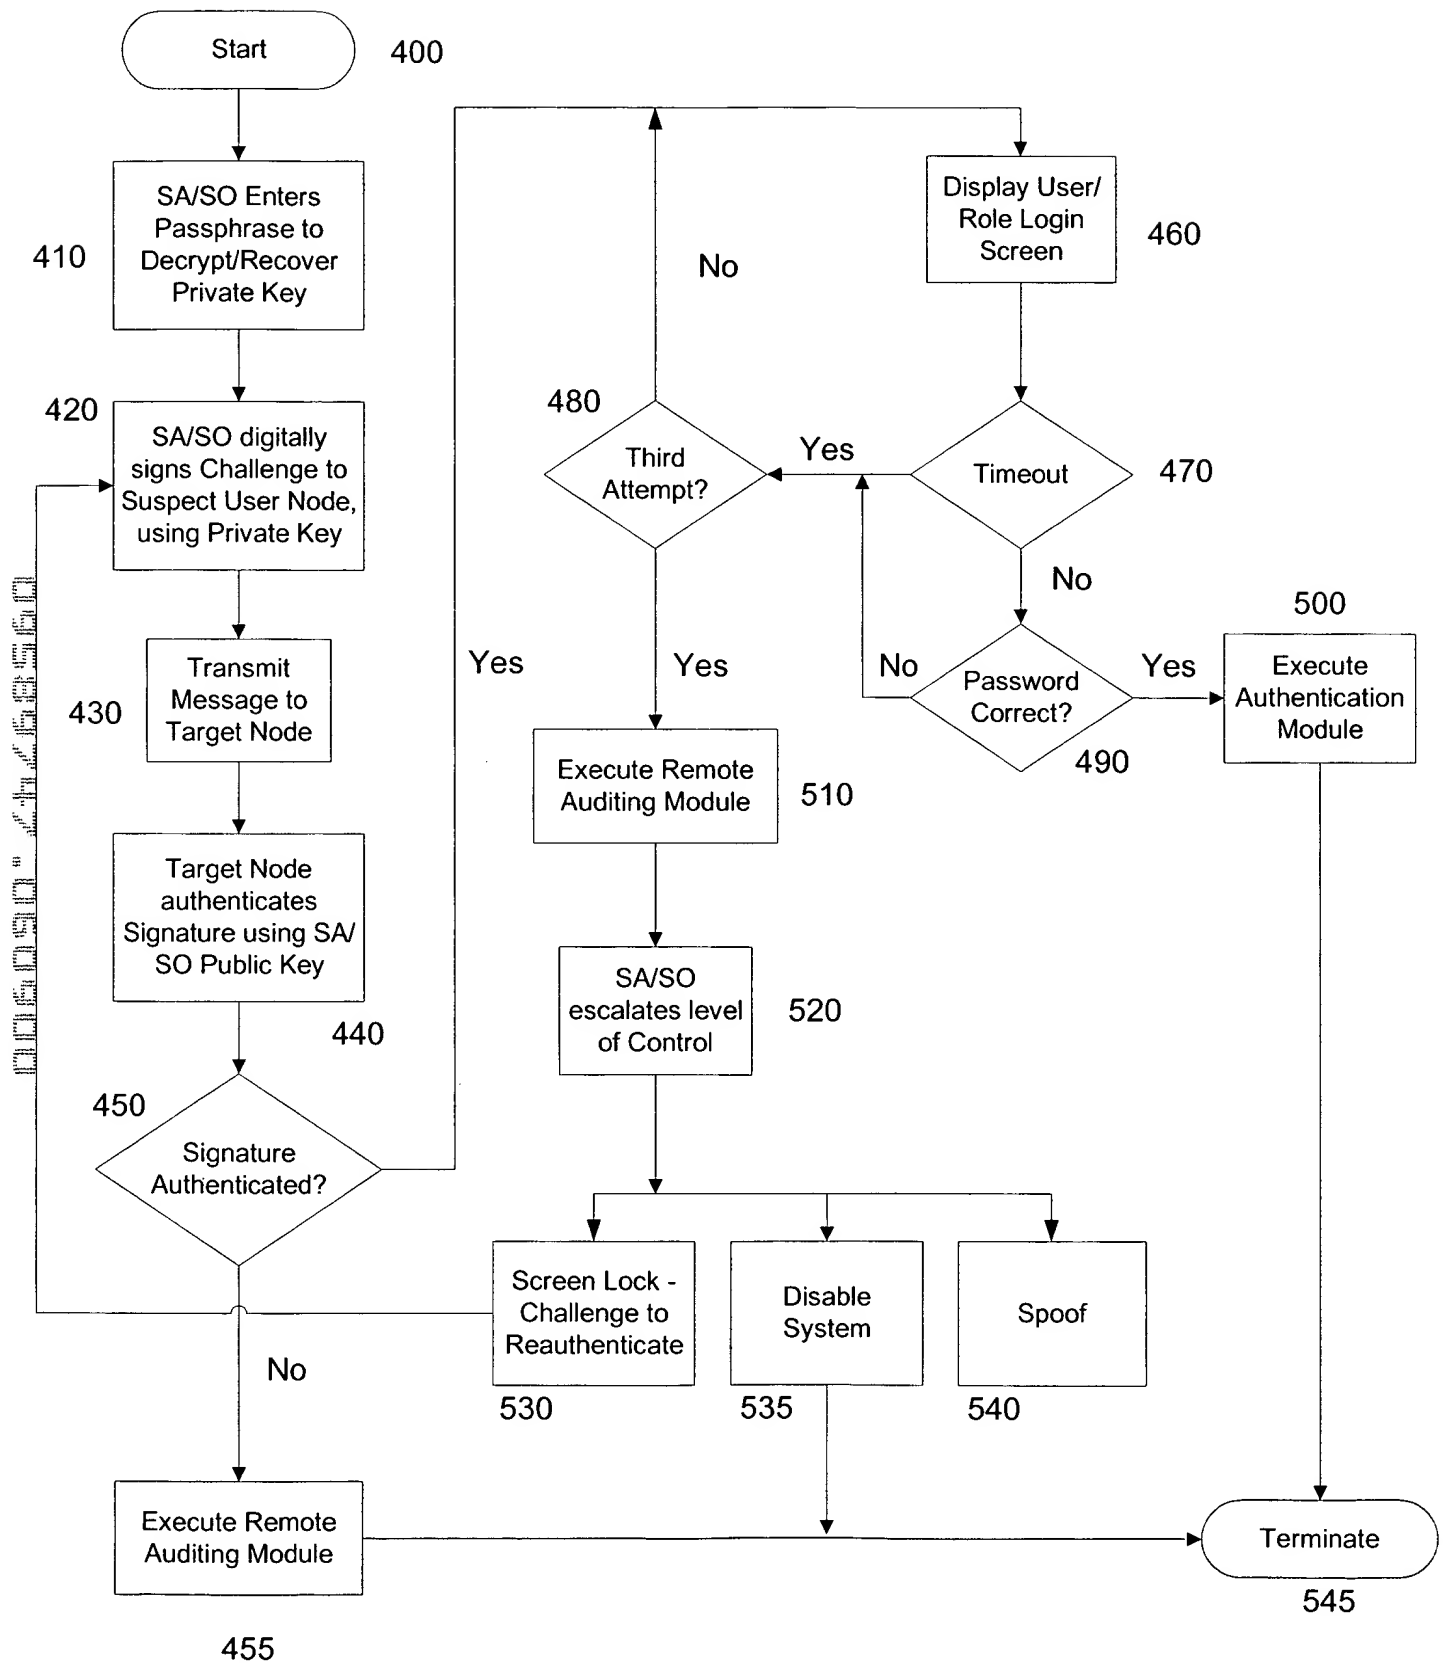 Start
400
SA/SO Enters
Passphrase to
Decrypt/Recover
Private Key
410
420
SA/SO digitally
signs Challenge to
Suspect User Node,
using Private Key
Transmit
Message to
Target Node
430
Target Node
authenticates
Signature using SA/
SO Public Key
440
450
Signature
Authenticated?
Yes
No
Execute Remote
Auditing Module
455
Display User/
Role Login
Screen
460
No
480
Third
Attempt?
Yes
Timeout
470
No
Yes
No
Password
Correct?
490
Yes
500
Execute
Authentication
Module
Execute Remote
Auditing Module
510
SA/SO
escalates level
of Control
520
Screen Lock -
Challenge to
Reauthenticate
530
Disable
System
535
Spoof
540
Terminate
545